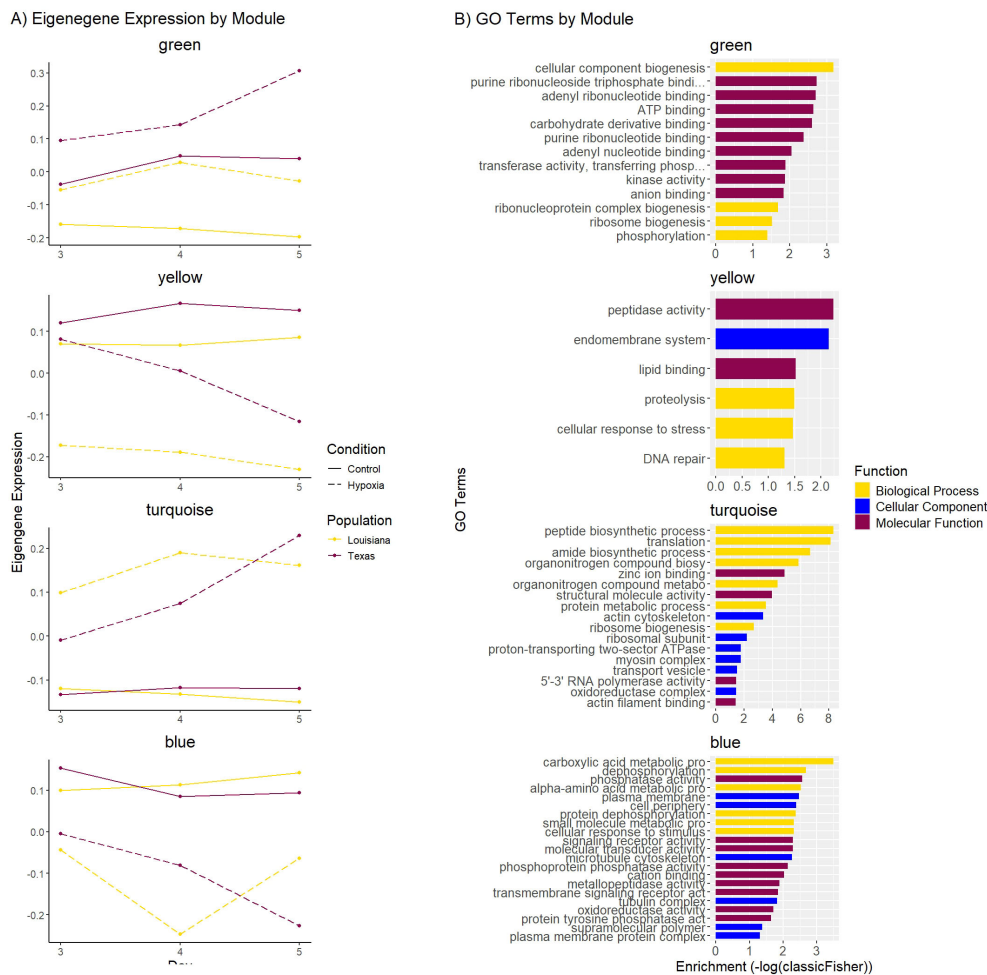 A) Eigenegene Expression by Module
B) GO Terms by Module
green
0.3
0.2
0.1
0.0
-0.1
-0.2
3
4
5
yellow
0.1
0.0
-0.1
-0.2
3
4
5
turquoise
0.2
0.1
0.0
-0.1
3
4
5
blue
0.1
0.0
-0.1
-0.2
3
4
5
Eigengene Expression
Condition
Control
Hypoxia
Population
Louisiana
Texas
green
cellular component biogenesis
purine ribonucleoside triphosphate bindi...
adenyl ribonucleotide binding
ATP binding
carbohydrate derivative binding
purine ribonucleotide binding
adenyl nucleotide binding
transferase activity, transferring phosp...
kinase activity
anion binding
ribonucleoprotein complex biogenesis
ribosome biogenesis
phosphorylation
0
1
2
3
yellow
peptidase activity
endomembrane system
lipid binding
proteolysis
cellular response to stress
DNA repair
0.0
0.5
1.0
1.5
2.0
turquoise
peptide biosynthetic process
translation
amide biosynthetic process
organonitrogen compound biosy
zinc ion binding
organonitrogen compound metabo
structural molecule activity
protein metabolic process
actin cytoskeleton
ribosome biogenesis
ribosomal subunit
proton-transporting two-sector ATPase
myosin complex
transport vesicle
5'-3' RNA polymerase activity
oxidoreductase complex
actin filament binding
0
2
4
6
8
blue
carboxylic acid metabolic pro
dephosphorylation
phosphatase activity
alpha-amino acid metabolic pro
plasma membrane
cell periphery
protein dephosphorylation
small molecule metabolic pro
cellular response to stimulus
signaling receptor activity
molecular transducer activity
microtubule cytoskeleton
phosphoprotein phosphatase activity
cation binding
metallopeptidase activity
transmembrane signaling receptor act
tubulin complex
oxidoreductase activity
protein tyrosine phosphatase act
supramolecular polymer
plasma membrane protein complex
0
1
2
3
Enrichment (-log(classicFisher))
GO Terms
Function
Biological Process
Cellular Component
Molecular Function